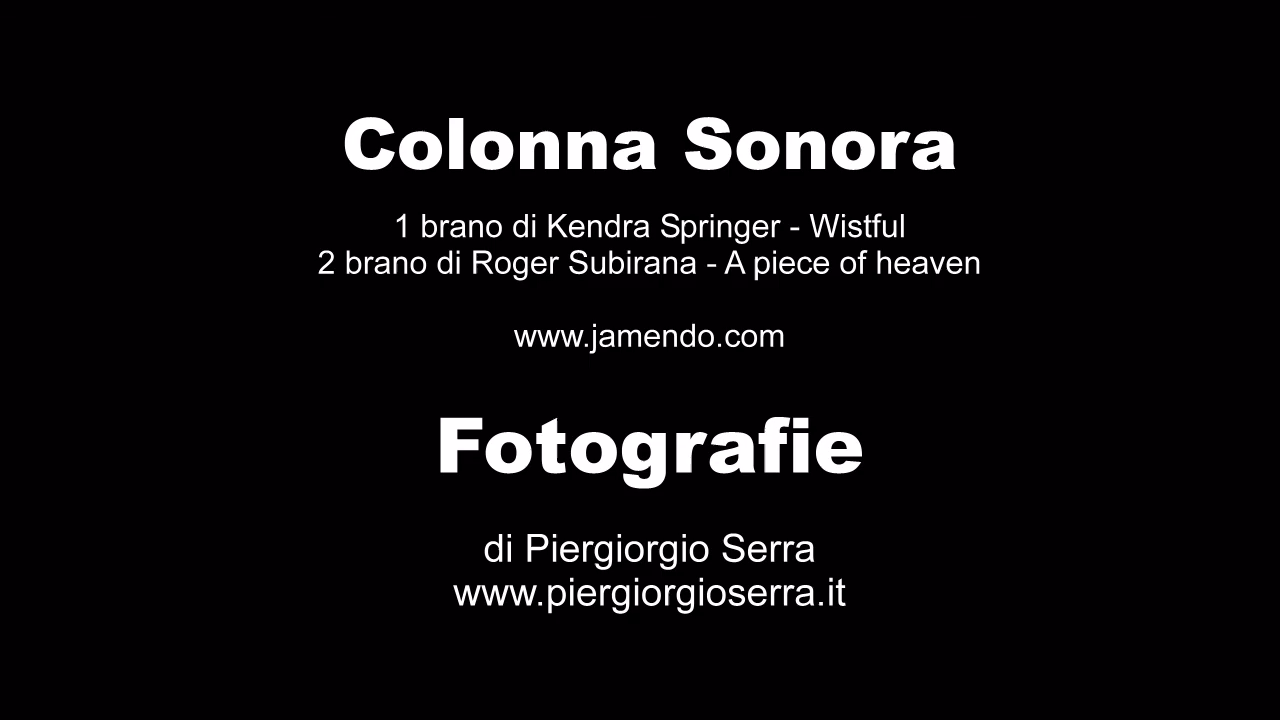 Colonna Sonora
1 brano di Kendra Springer - Wistful
2 brano di Roger Subirana - A piece of heaven
www.jamendo.com
Fotografie
di Piergiorgio Serra
www.piergiorgioserra.it